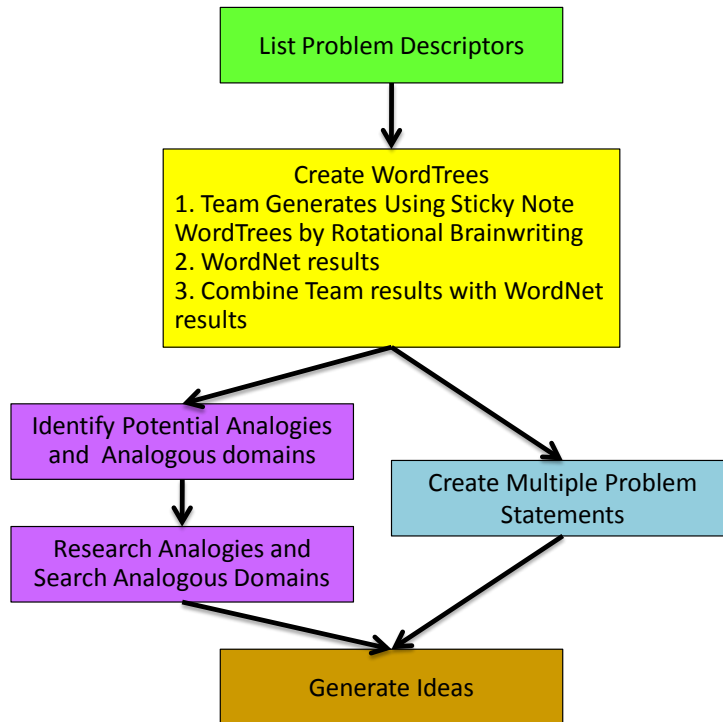 List Problem Descriptors
Create WordTrees
1. Team Generates Using Sticky Note
WordTrees by Rotational Brainwriting
2. WordNet results
3. Combine Team results with WordNet
results
Identify Potential Analogies
and  Analogous domains
Research Analogies and
Search Analogous Domains
Create Multiple Problem
Statements
Generate Ideas